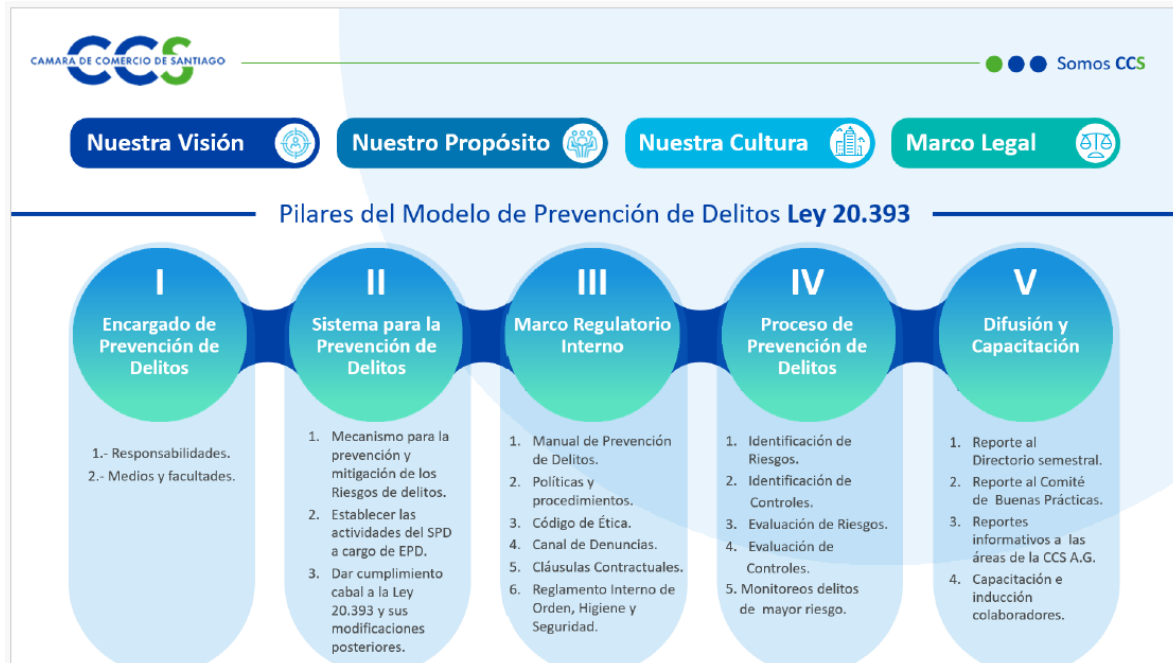 CCS
CAMARA DE COMERCIO DE SANTIAGO
Somos CCS
Nuestra Visión
Nuestro Propósito
Nuestra Cultura
Marco Legal
Pilares del Modelo de Prevención de Delitos Ley 20.393
I
Encargado de
Prevención de
Delitos
1.- Responsabilidades.
2.- Medios y facultades.
II
Sistema para la
Prevención de
Delitos
1. Mecanismo para la
prevención y
mitigación de los
Riesgos de delitos.
2. Establecer las
actividades del SPD
a cargo de EPD.
3. Dar cumplimiento
cabal a la Ley
20.393 y sus
modificaciones
posteriores.
III
Marco Regulatorio
Interno
1. Manual de Prevención
de Delitos.
2. Políticas y
procedimientos.
3. Código de Ética.
4. Canal de Denuncias.
5. Cláusulas Contractuales.
6. Reglamento Interno de
Orden, Higiene y
Seguridad.
IV
Proceso de
Prevención de
Delitos
1. Identificación de
Riesgos.
2. Identificación de
Controles.
3. Evaluación de Riesgos.
4. Evaluación de
Controles.
5. Monitoreos delitos
de mayor riesgo.
V
Difusión y
Capacitación
1. Reporte al
Directorio semestral.
2. Reporte al Comité
de Buenas Prácticas.
3. Reportes
informativos a las
áreas de la CCS A.G.
4. Capacitación e
inducción
colaboradores.